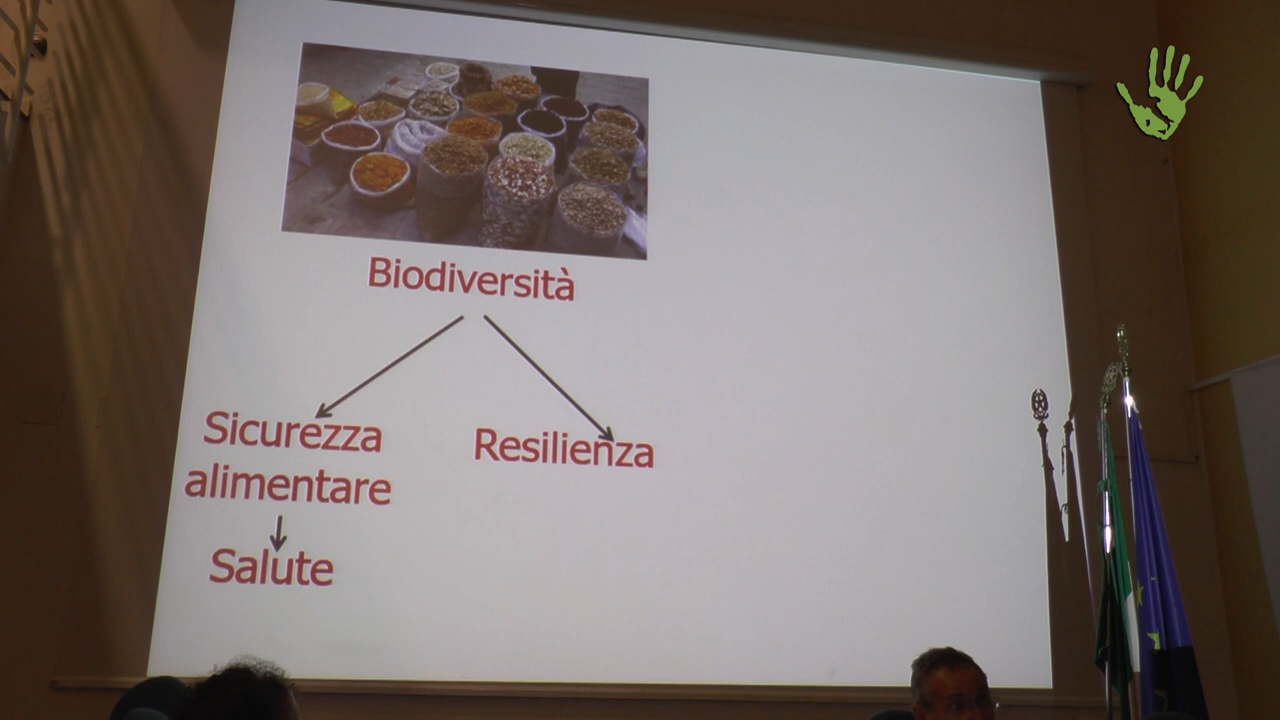 Biodiversità
Sicurezza
alimentare
Resilienza
Salute